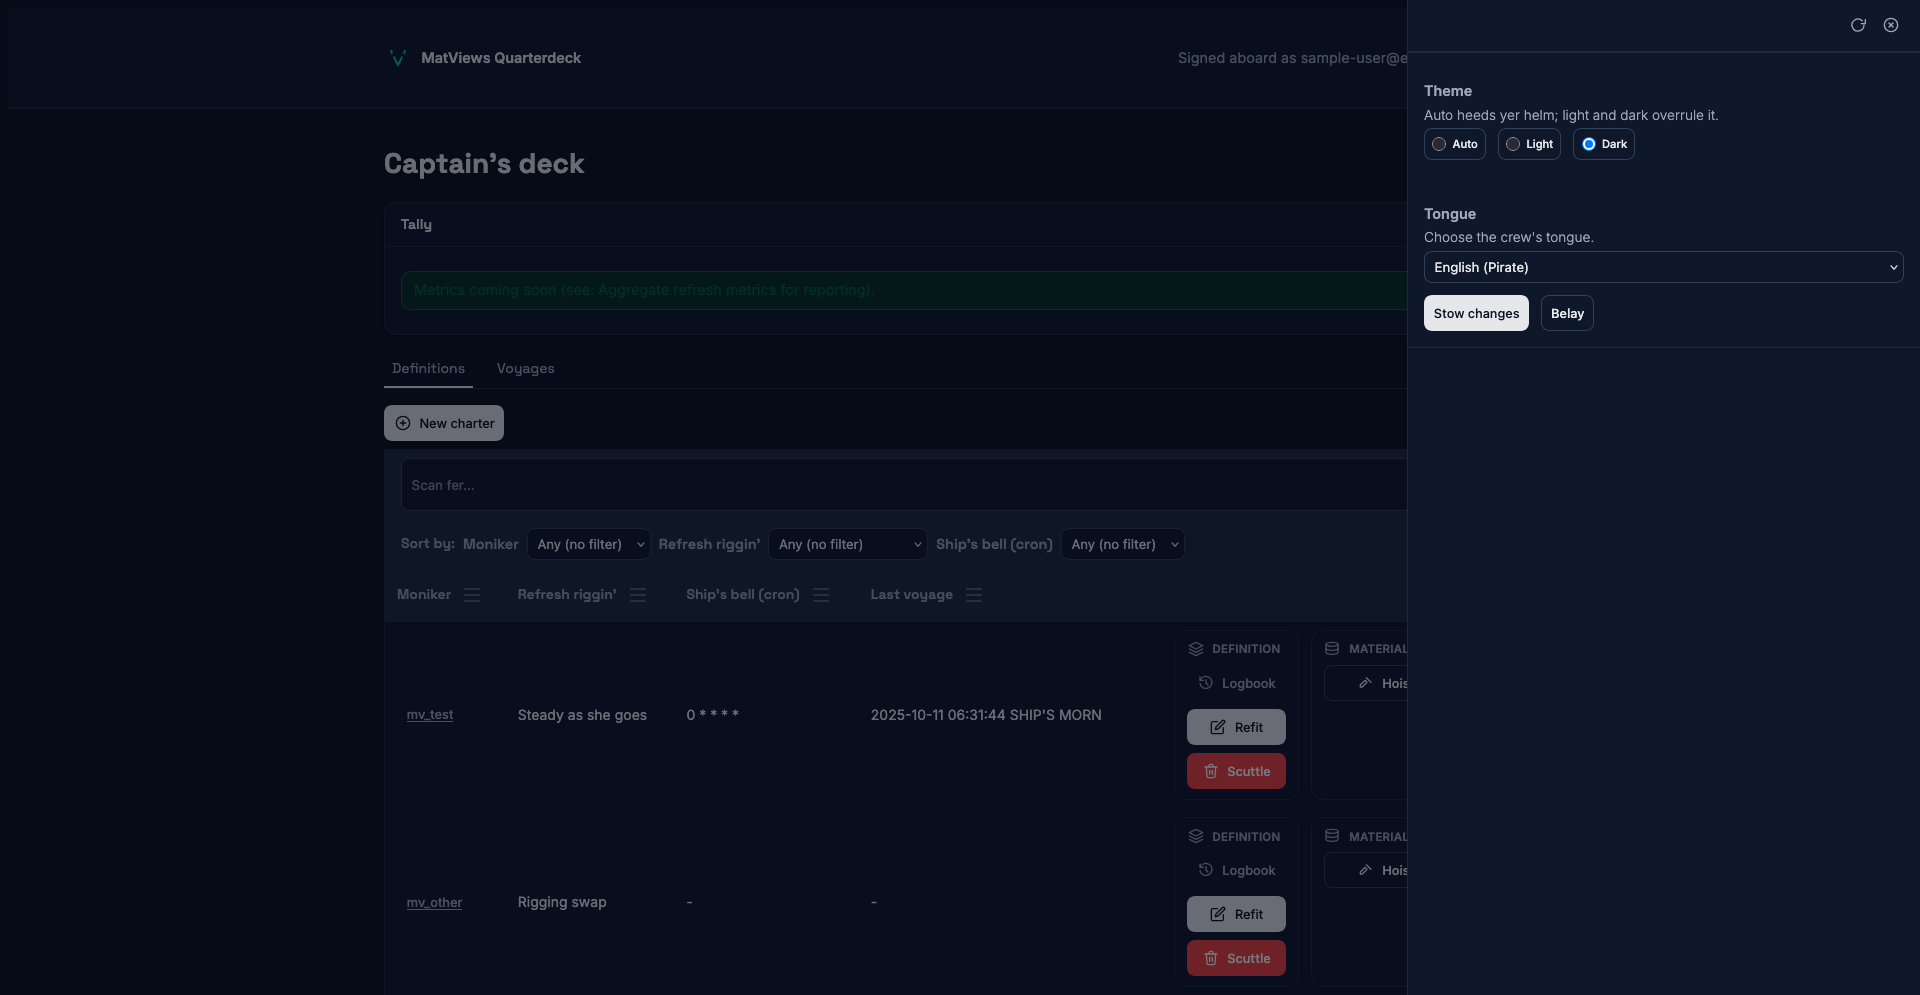 MatViews Quarterdeck
Signed aboard as sample-user@e
Captain's deck
Tally
Metrics coming soon (see: Aggregate refresh metrics for reporting).
Definitions
Voyages
New charter
Scan fer...
Sort by: Moniker Any (no filter) Refresh riggin' Any (no filter) Ship's bell (cron) Any (no filter)
Moniker Refresh riggin' Ship's bell (cron) Last voyage
DEFINITION MATERIAL
Logbook Hois
mv_test Steady as she goes 0 * * * * 2025-10-11 06:31:44 SHIP'S MORN
Refit
Scuttle
DEFINITION MATERIAL
Logbook Hois
mv_other Rigging swap - -
Refit
Scuttle
Theme
Auto heeds yer helm; light and dark overrule it.
Auto Light Dark
Tongue
Choose the crew's tongue.
English (Pirate)
Stow changes Belay